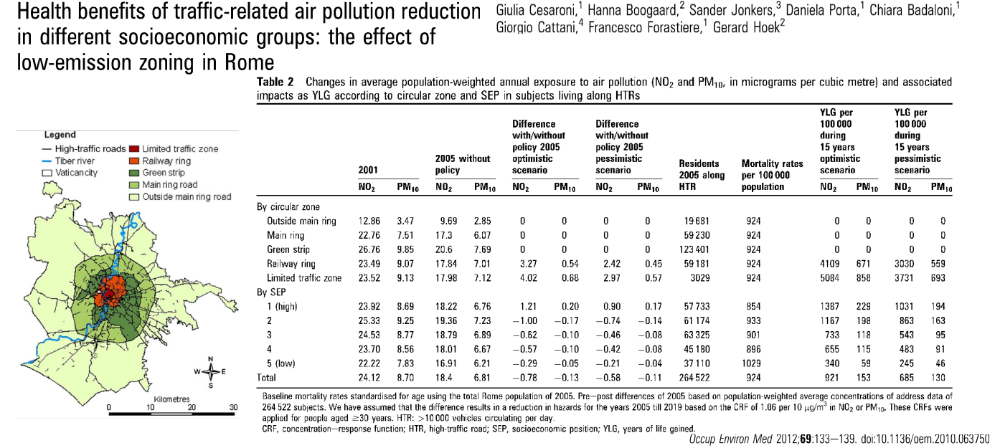 Health benefits of traffic-related air pollution reduction
in different socioeconomic groups: the effect of
low-emission zoning in Rome
Giulia Cesaroni,¹ Hanna Boogaard,² Sander Jonkers,³ Daniela Porta,¹ Chiara Badaloni,¹
Giorgio Cattani,⁴ Francesco Forastiere,¹ Gerard Hoek²
Table 2 Changes in average population-weighted annual exposure to air pollution (NO₂ and PM₁₀, in micrograms per cubic metre) and associated
impacts as YLG according to circular zone and SEP in subjects living along HTRs
Legend
High-traffic roads Limited traffic zone
Tiber river Railway ring
Vatican city Green strip
Main ring road
Outside main ring road
N
W E
S
Kilometres
0 10 20 30
YLG per YLG per
100 000 100 000
Difference Difference during during
with/without with/without 15 years 15 years
policy 2005 policy 2005 Residents Mortality rates optimistic pessimistic
2005 without optimistic pessimistic 2005 along per 100 000 scenario scenario
2001 policy scenario scenario HTR population
NO₂ PM₁₀ NO₂ PM₁₀ NO₂ PM₁₀ NO₂ PM₁₀ NO₂ PM₁₀ NO₂ PM₁₀
By circular zone
Outside main ring 12.86 3.47 9.69 2.85 0 0 0 0 19 681 924 0 0 0 0
Main ring 22.76 7.51 17.3 6.07 0 0 0 0 59 230 924 0 0 0 0
Green strip 26.76 9.85 20.6 7.69 0 0 0 0 123 401 924 0 0 0 0
Railway ring 23.49 9.07 17.84 7.01 3.27 0.54 2.42 0.45 59 181 924 4109 671 3030 559
Limited traffic zone 23.52 9.13 17.98 7.12 4.02 0.68 2.97 0.57 3029 924 5084 858 3731 693
By SEP
1 (high) 23.92 8.69 18.22 6.76 1.21 0.20 0.90 0.17 57 733 854 1387 229 1031 194
2 25.33 9.25 19.36 7.23 −1.00 −0.17 −0.74 −0.14 61 174 933 1167 198 863 163
3 24.53 8.77 18.79 6.89 −0.62 −0.10 −0.46 −0.08 63 325 901 733 118 543 95
4 23.70 8.56 18.01 6.67 −0.57 −0.10 −0.42 −0.08 45 180 896 655 115 483 91
5 (low) 22.22 7.83 16.91 6.21 −0.29 −0.05 −0.21 −0.04 37 110 1029 340 59 245 46
Total 24.12 8.70 18.4 6.81 −0.78 −0.13 −0.58 −0.11 264 522 924 921 153 685 130
Baseline mortality rates standardised for age using the total Rome population of 2005. Pre—post differences of 2005 based on population-weighted average concentrations of address data of
264 522 subjects. We have assumed that the difference results in a reduction in hazards for the years 2005 till 2019 based on the CRF of 1.06 per 10 μg/m³ in NO₂ or PM₁₀. These CRFs were
applied for people aged ≥30 years. HTR: >10 000 vehicles circulating per day.
CRF, concentration—response function; HTR, high-traffic road; SEP, socioeconomic position; YLG, years of life gained.
Occup Environ Med 2012;69:133–139. doi:10.1136/oem.2010.063750